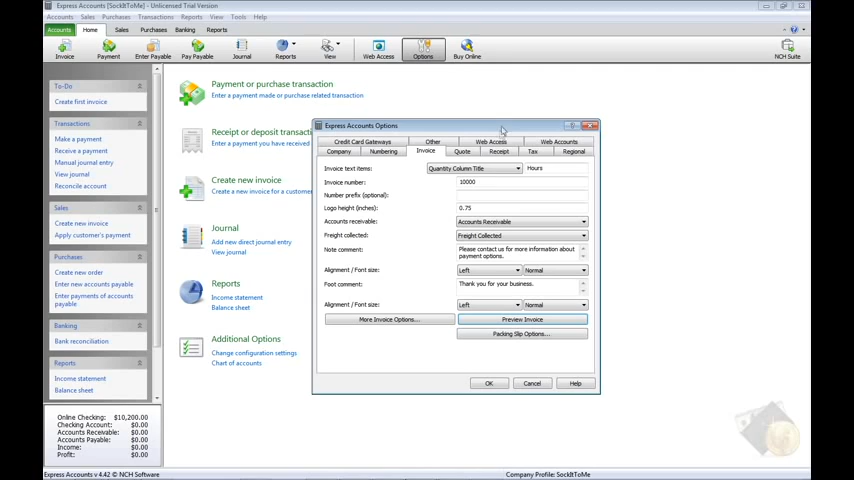 Express Accounts [SockItToMe] - Unlicensed Trial Version
Accounts Sales Purchases Transactions Reports View Tools Help
Accounts Home Sales Purchases Banking Reports
Invoice Payment Enter Payable Pay Payable Journal Reports View Web Access Options Buy Online NCH Suite
To-Do
Create first invoice
Transactions
Make a payment
Receive a payment
Manual journal entry
View journal
Reconcile account
Sales
Create new invoice
Apply customer's payment
Purchases
Create new order
Enter new accounts payable
Enter payments of accounts
payable
Banking
Bank reconciliation
Reports
Income statement
Balance sheet
Online Checking: $10,200.00
Checking Account: $0.00
Accounts Receivable: $0.00
Accounts Payable: $0.00
Income: $0.00
Profit: $0.00
Payment or purchase transaction
Enter a payment made or purchase related transaction
Receipt or deposit transacti
Enter a payment you have received
Create new invoice
Create a new invoice for a custome
Journal
Add new direct journal entry
View journal
Reports
Income statement
Balance sheet
Additional Options
Change configuration settings
Chart of accounts
Express Accounts Options
Credit Card Gateways Other Web Access Web Accounts
Company Numbering Invoice Quote Receipt Tax Regional
Invoice text items: Quantity Column Title Hours
Invoice number: 10000
Number prefix (optional):
Logo height (inches): 0.75
Accounts receivable: Accounts Receivable
Freight collected: Freight Collected
Note comment: Please contact us for more information about
payment options.
Alignment / Font size: Left Normal
Foot comment: Thank you for your business.
Alignment / Font size: Left Normal
More Invoice Options... Preview Invoice
Packing Slip Options...
OK Cancel Help
Express Accounts v 4.42 © NCH Software Company Profile: SockItToMe